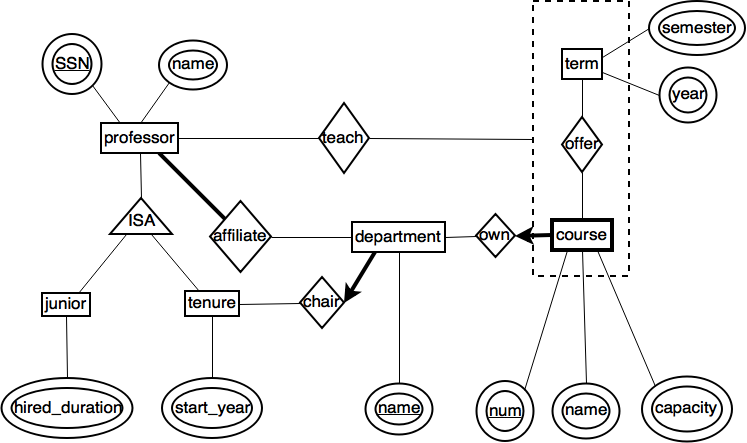 semester
SSN
name
term
year
professor
teach
offer
ISA
affiliate
department
own
course
junior
tenure
chair
hired_duration
start_year
name
num
name
capacity